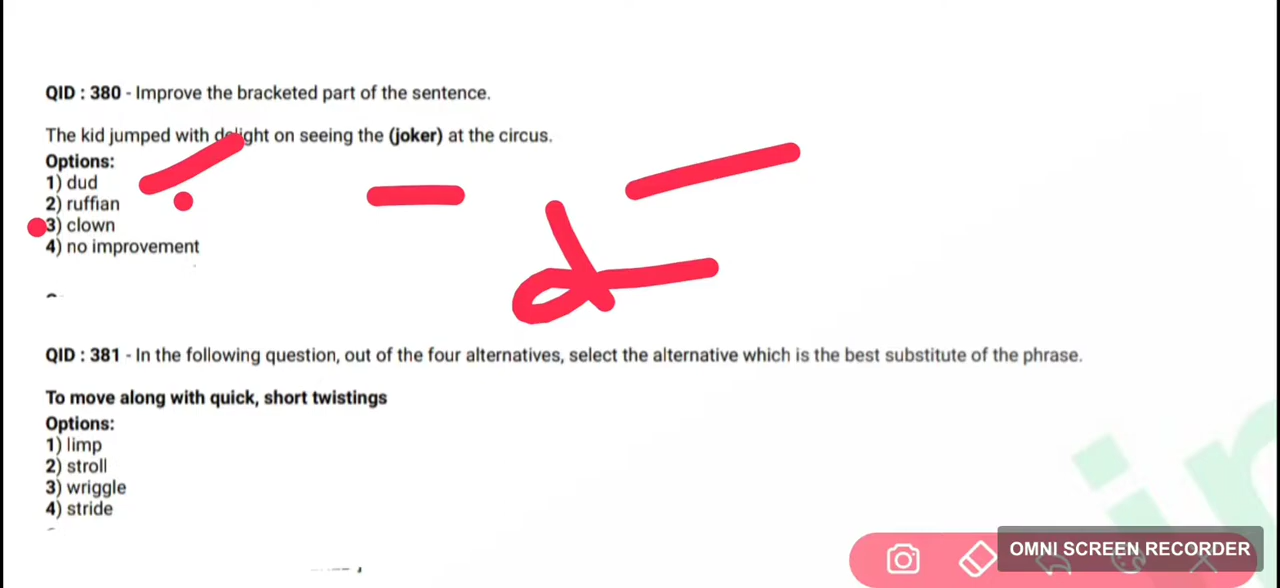 QID : 380 - Improve the bracketed part of the sentence.
The kid jumped with delight on seeing the (joker) at the circus.
Options:
1) dud
2) ruffian
3) clown
4) no improvement
QID : 381 - In the following question, out of the four alternatives, select the alternative which is the best substitute of the phrase.
To move along with quick, short twistings
Options:
1) limp
2) stroll
3) wriggle
4) stride
OMNI SCREEN RECORDER